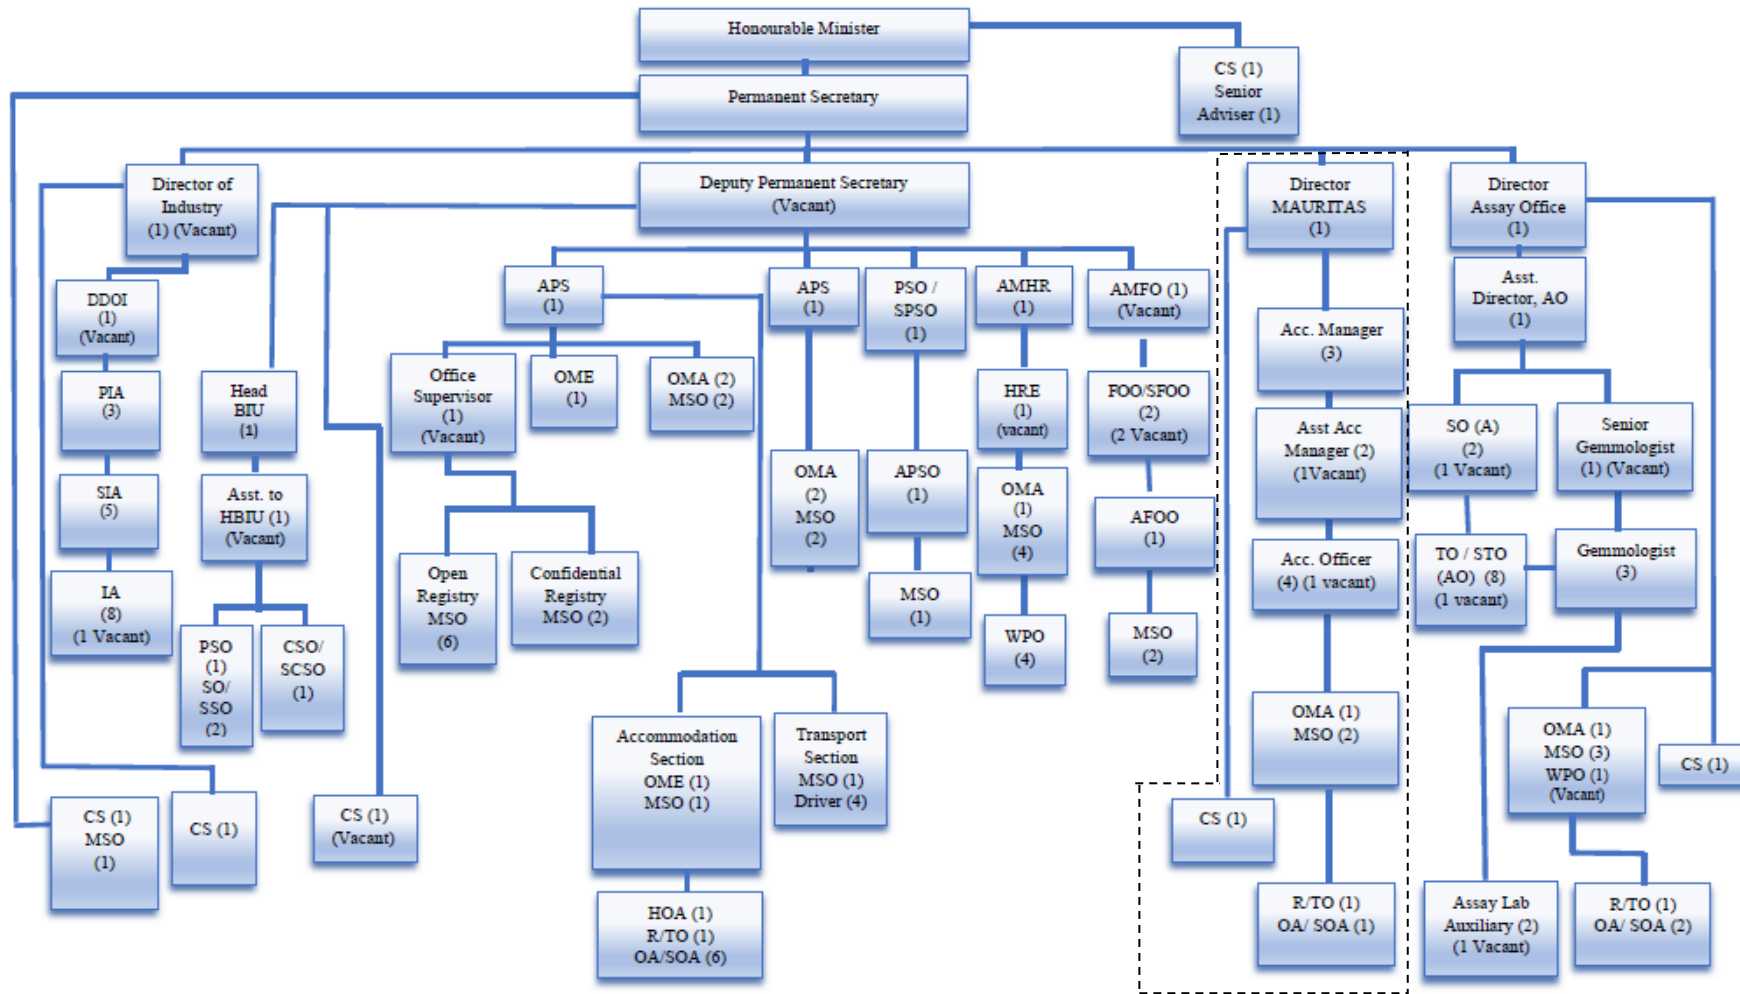 Honourable Minister
CS (1)
Senior
Adviser (1)
Permanent Secretary
Director of
Industry
(1) (Vacant)
Deputy Permanent Secretary
(Vacant)
Director
MAURITAS
(1)
Director
Assay Office
(1)
DDOI
(1)
(Vacant)
APS
(1)
APS
(1)
PSO /
SPSO
(1)
AMHR
(1)
AMFO (1)
(Vacant)
Acc. Manager
(3)
Asst.
Director, AO
(1)
PIA
(3)
Head
BIU
(1)
Office
Supervisor
(1)
(Vacant)
OME
(1)
OMA (2)
MSO (2)
HRE
(1)
(vacant)
FOO/SFOO
(2)
(2 Vacant)
Asst Acc
Manager (2)
(1Vacant)
SO (A)
(2)
(1 Vacant)
Senior
Gemmologist
(1) (Vacant)
SIA
(5)
Asst. to
HBIU (1)
(Vacant)
OMA
(2)
MSO
(2)
APSO
(1)
OMA
(1)
MSO
(4)
AFOO
(1)
Acc. Officer
(4) (1 vacant)
TO / STO
(AO) (8)
(1 vacant)
Gemmologist
(3)
IA
(8)
(1 Vacant)
Open
Registry
MSO
(6)
Confidential
Registry
MSO (2)
MSO
(1)
WPO
(4)
MSO
(2)
PSO
(1)
SO/
SSO
(2)
CSO/
SCSO
(1)
Accommodation
Section
OME (1)
MSO (1)
Transport
Section
MSO (1)
Driver (4)
OMA (1)
MSO (2)
OMA (1)
MSO (3)
WPO (1)
(Vacant)
CS (1)
CS (1)
MSO
(1)
CS (1)
CS (1)
(Vacant)
CS (1)
HOA (1)
R/TO (1)
OA/SOA (6)
R/TO (1)
OA/ SOA (1)
Assay Lab
Auxiliary (2)
(1 Vacant)
R/TO (1)
OA/ SOA (2)